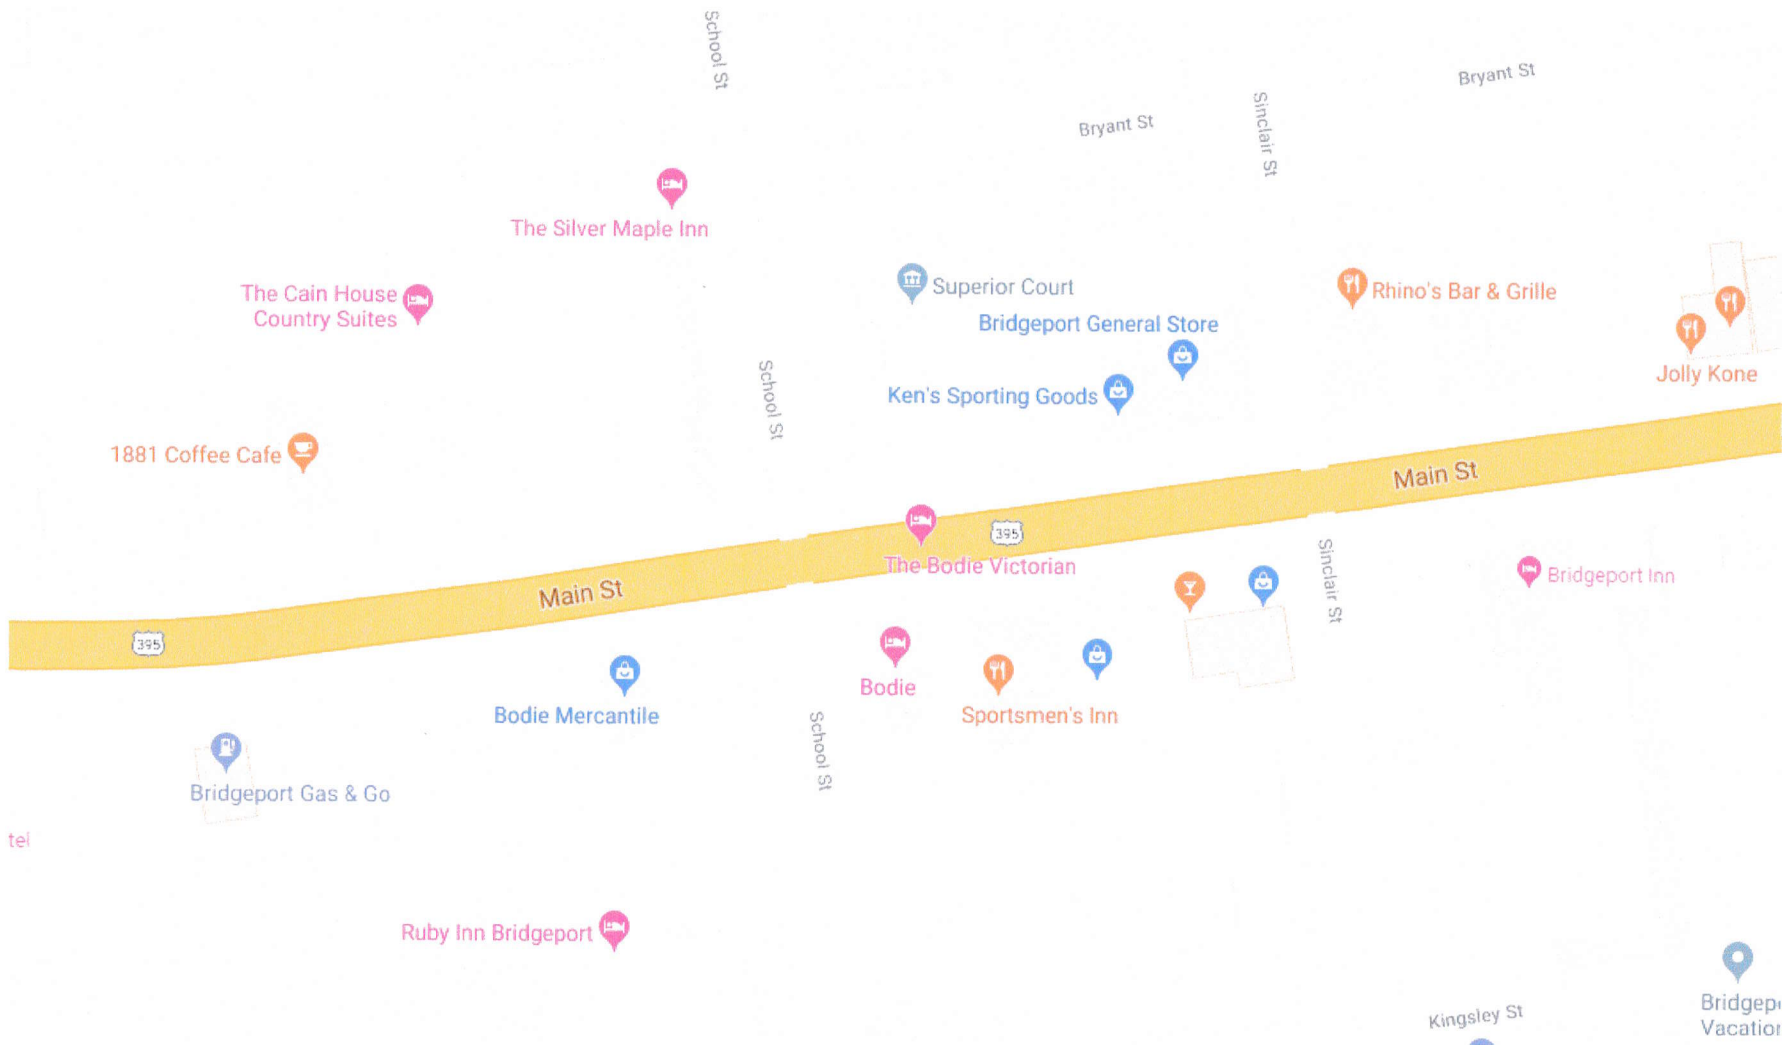 School St
Bryant St
Bryant St
Sinclair St
The Silver Maple Inn
The Cain House
Country Suites
Superior Court
Rhino's Bar & Grille
Bridgeport General Store
Jolly Kone
Ken's Sporting Goods
School St
1881 Coffee Cafe
Main St
395
The Bodie Victorian
Sinclair St
Bridgeport Inn
Main St
395
Bodie
Bodie Mercantile
Sportsmen's Inn
School St
Bridgeport Gas & Go
tel
Ruby Inn Bridgeport
Kingsley St
Bridgep
Vacation